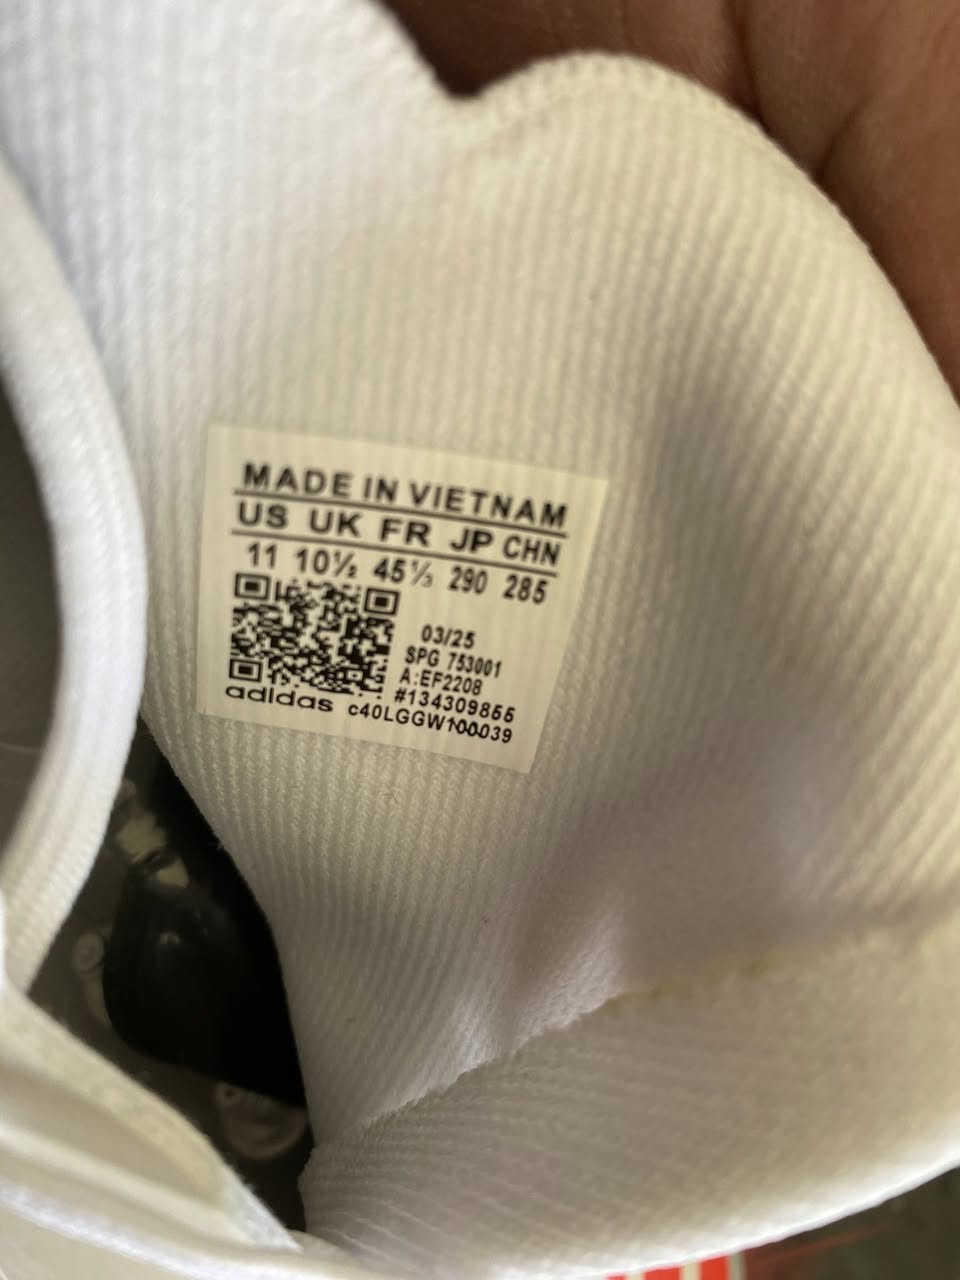 MADE IN VIETNAM
US UK FR JP CHN
11 10½ 45⅓ 290 285
03/25
SPG 753001
A:EF2208
#134309855
adidas c40LGGW100039